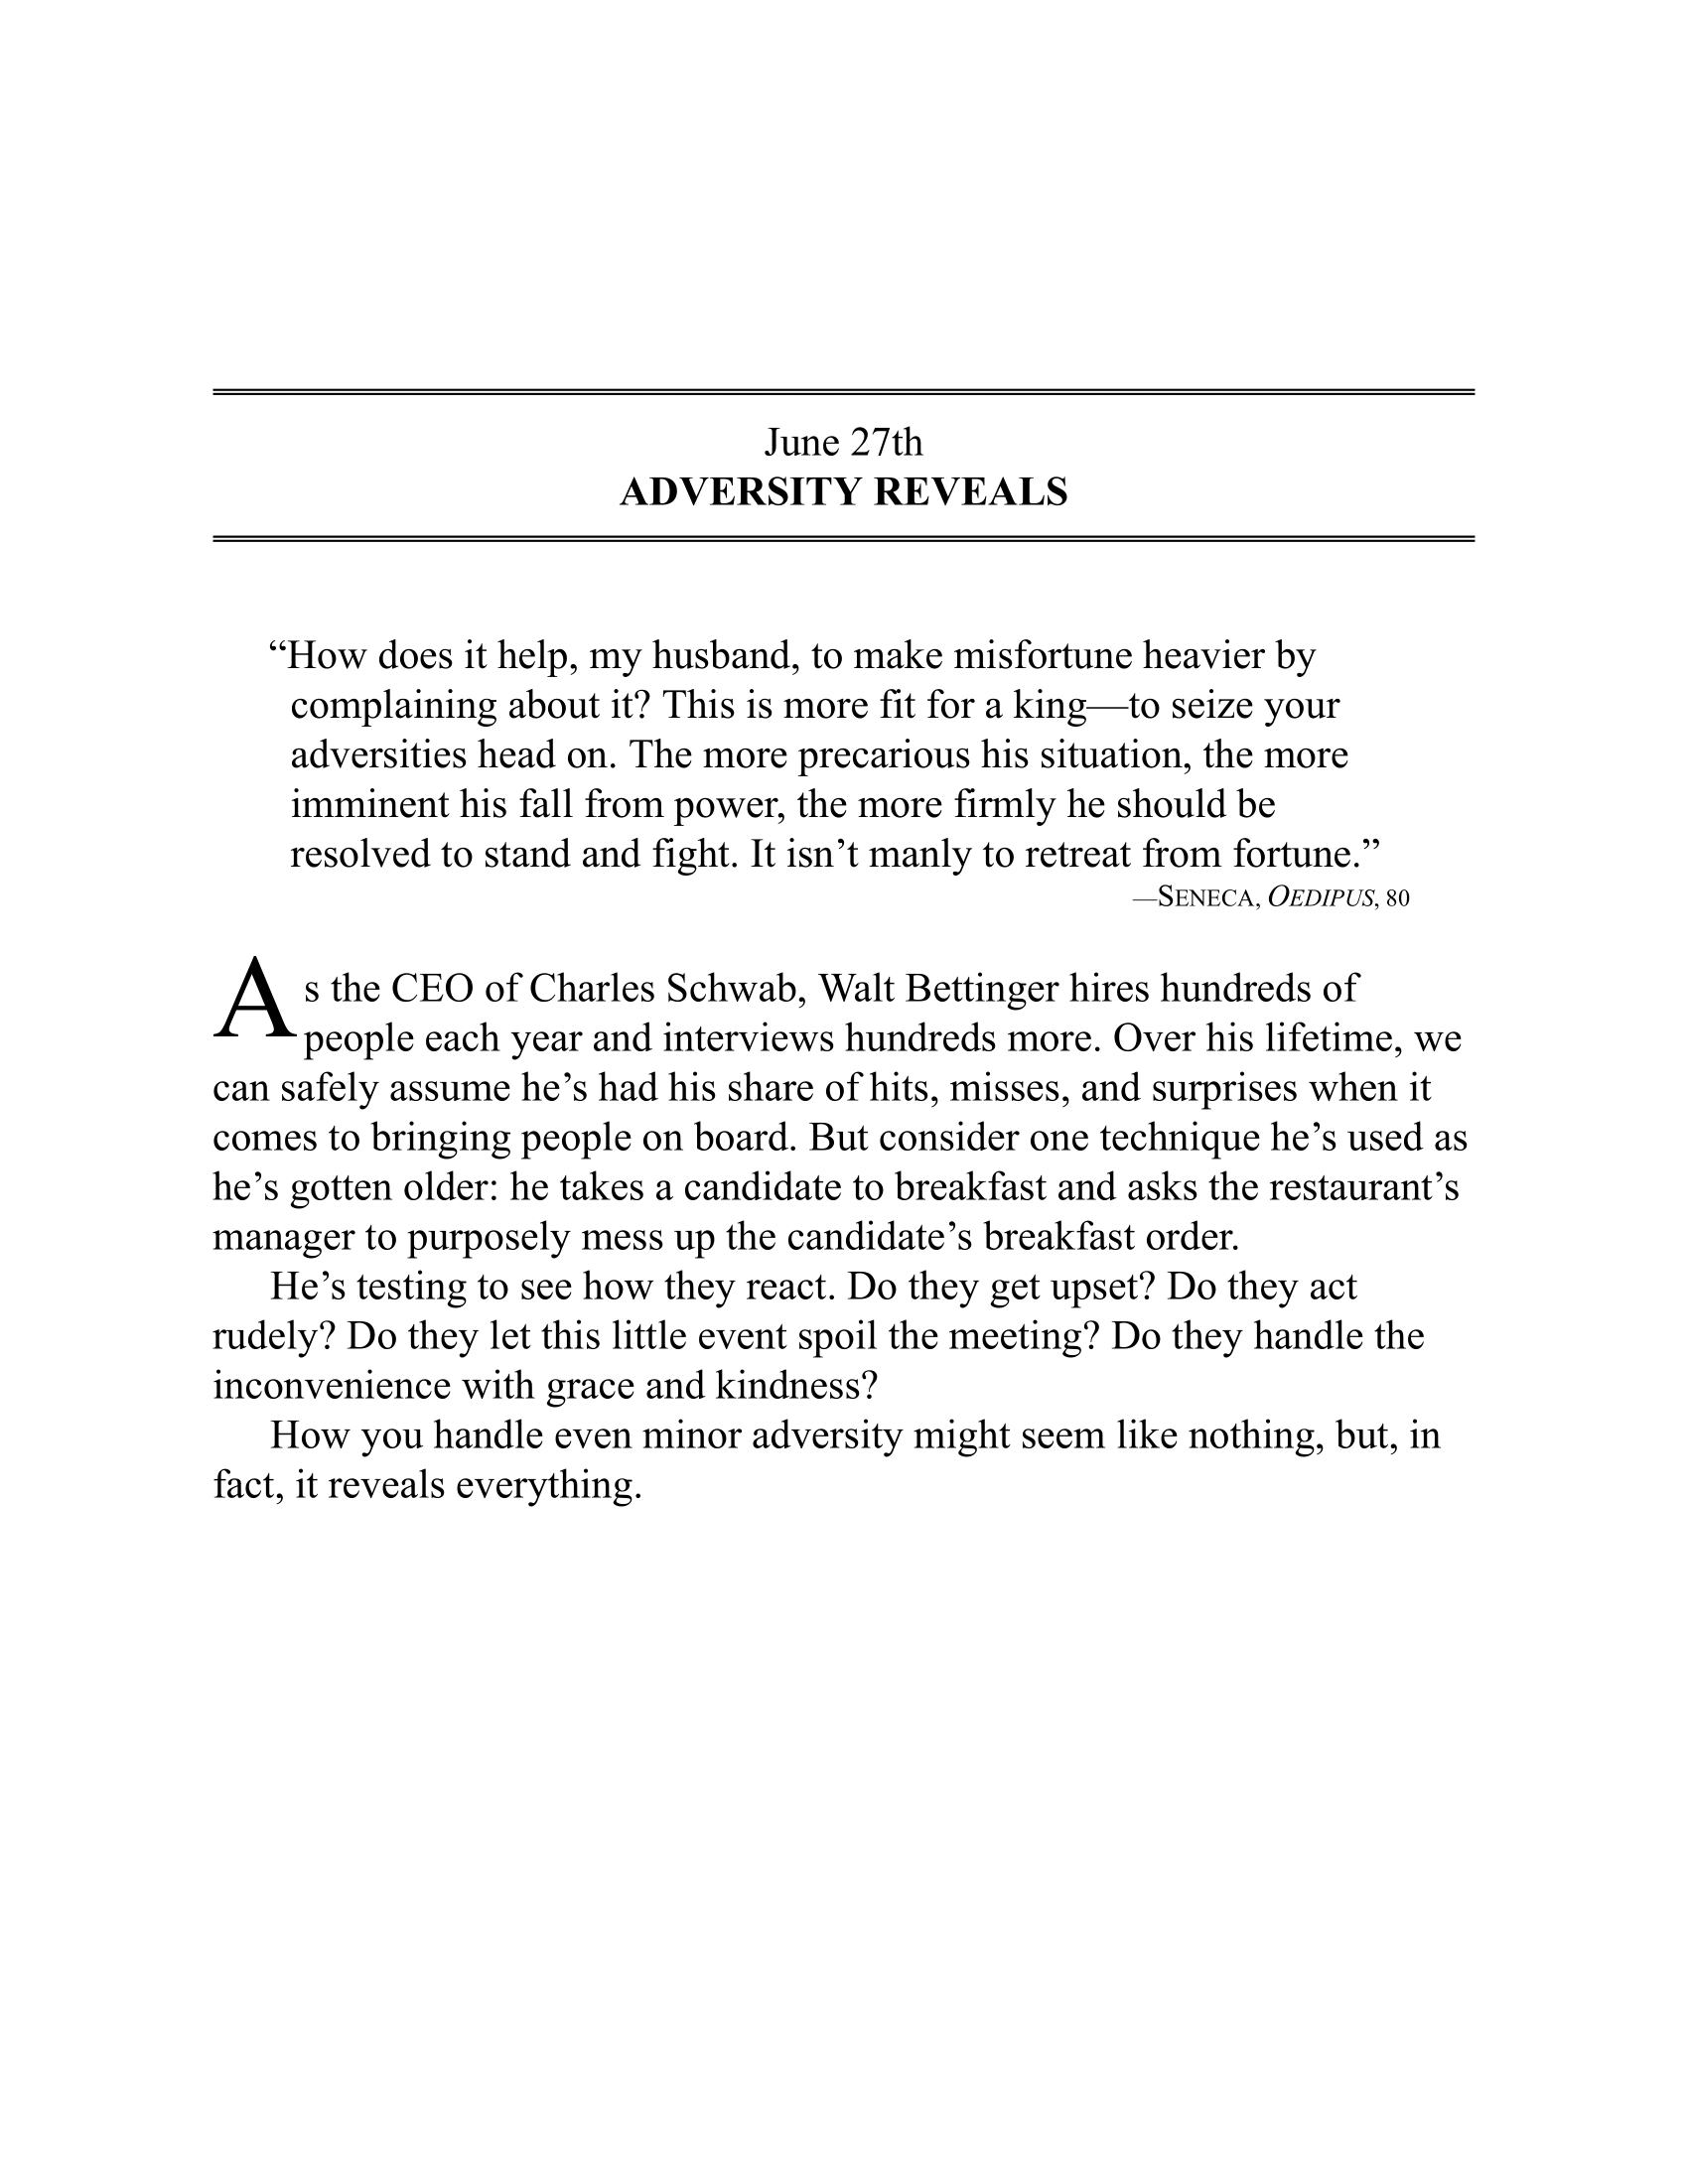 June 27th
ADVERSITY REVEALS
“How does it help, my husband, to make misfortune heavier by
complaining about it? This is more fit for a king—to seize your
adversities head on. The more precarious his situation, the more
imminent his fall from power, the more firmly he should be
resolved to stand and fight. It isn’t manly to retreat from fortune.”
—SENECA, OEDIPUS, 80
As the CEO of Charles Schwab, Walt Bettinger hires hundreds of
people each year and interviews hundreds more. Over his lifetime, we
can safely assume he’s had his share of hits, misses, and surprises when it
comes to bringing people on board. But consider one technique he’s used as
he’s gotten older: he takes a candidate to breakfast and asks the restaurant’s
manager to purposely mess up the candidate’s breakfast order.
He’s testing to see how they react. Do they get upset? Do they act
rudely? Do they let this little event spoil the meeting? Do they handle the
inconvenience with grace and kindness?
How you handle even minor adversity might seem like nothing, but, in
fact, it reveals everything.